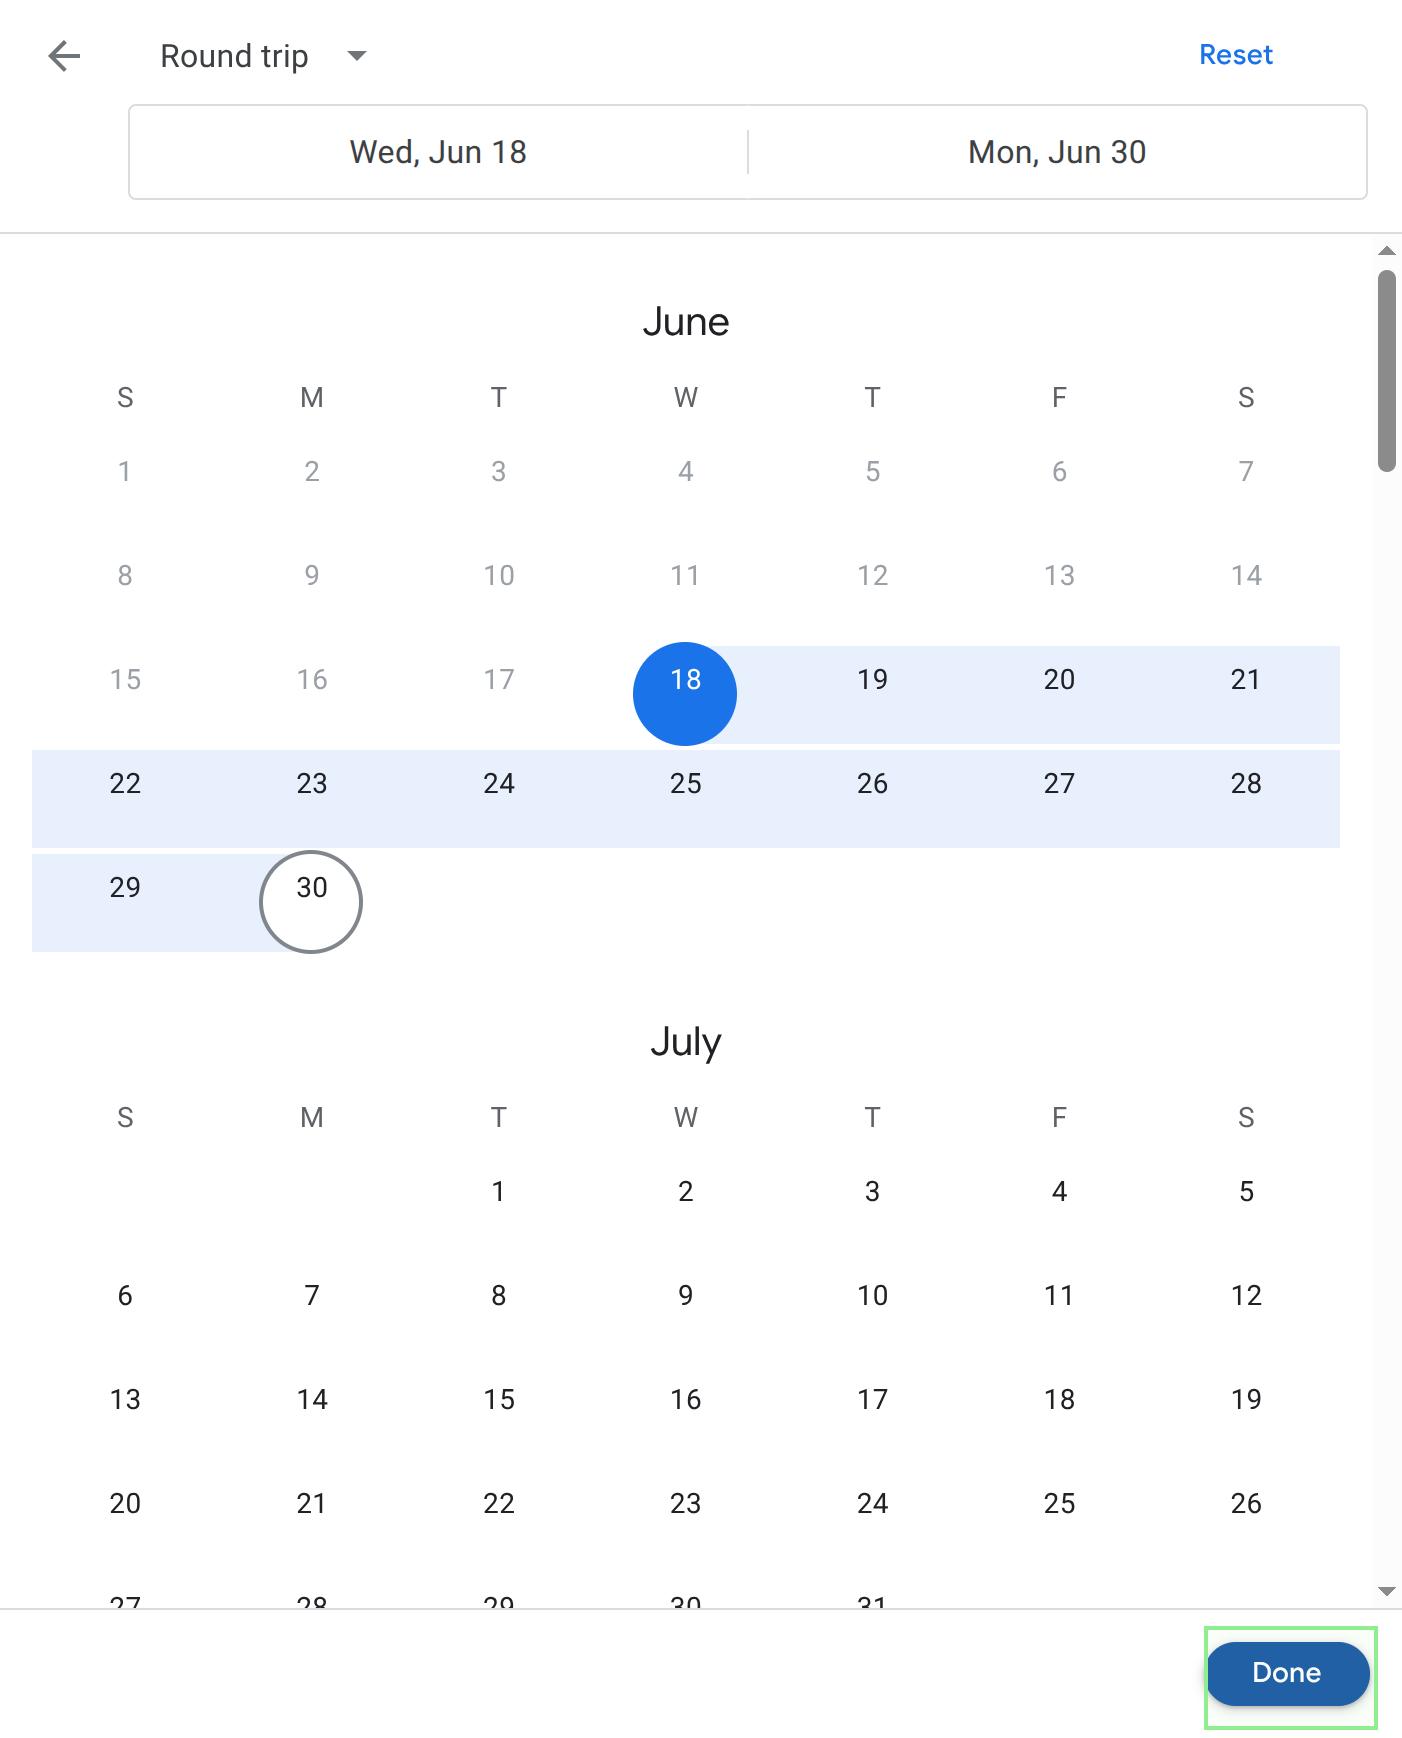 Round trip
Reset
Wed, Jun 18
Mon, Jun 30
June
S M T W T F S
1 2 3 4 5 6 7
8 9 10 11 12 13 14
15 16 17 18 19 20 21
22 23 24 25 26 27 28
29 30
July
S M T W T F S
1 2 3 4 5
6 7 8 9 10 11 12
13 14 15 16 17 18 19
20 21 22 23 24 25 26
27 28 29 30 31
Done